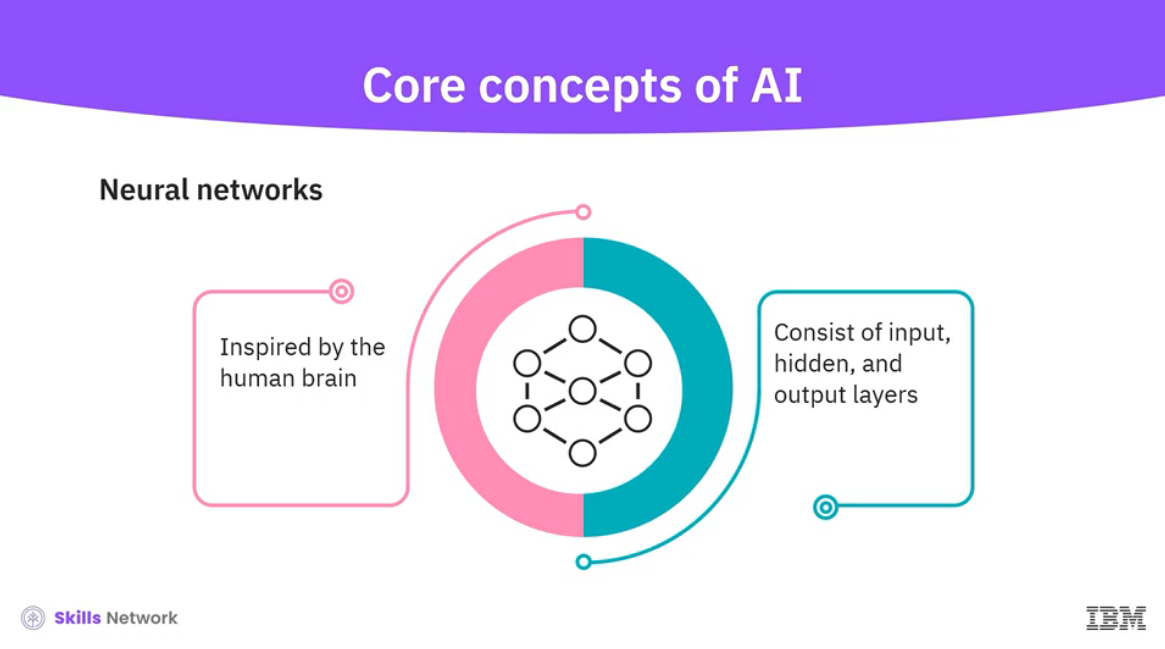 Core concepts of AI
Neural networks
Inspired by the
human brain
Consist of input,
hidden, and
output layers
Skills Network
IBM